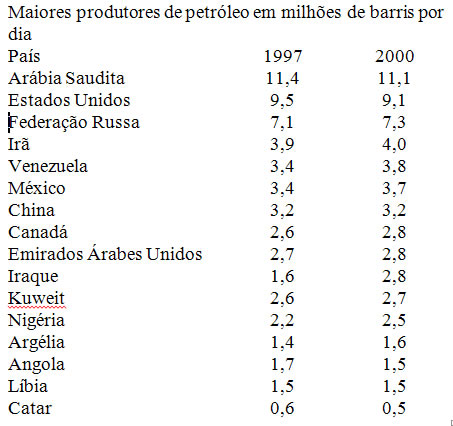 Maiores produtores de petróleo em milhões de barris por
dia
País 1997 2000
Arábia Saudita 11,4 11,1
Estados Unidos 9,5 9,1
Federação Russa 7,1 7,3
Irã 3,9 4,0
Venezuela 3,4 3,8
México 3,4 3,7
China 3,2 3,2
Canadá 2,6 2,8
Emirados Árabes Unidos 2,7 2,8
Iraque 1,6 2,8
Kuweit 2,6 2,7
Nigéria 2,2 2,5
Argélia 1,4 1,6
Angola 1,7 1,5
Líbia 1,5 1,5
Catar 0,6 0,5